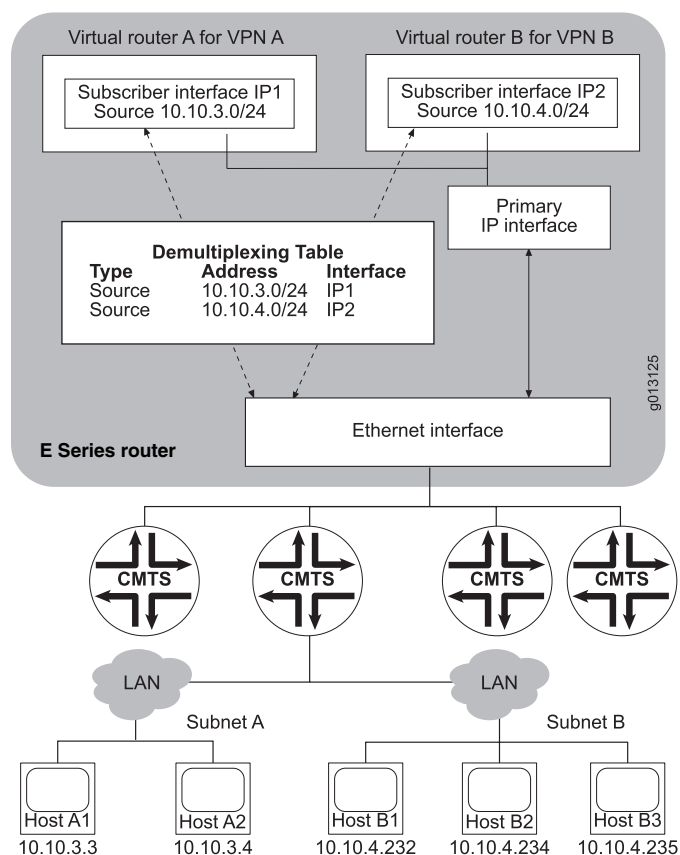 Virtual router A for VPN A
Virtual router B for VPN B
Subscriber interface IP1
Source 10.10.3.0/24
Subscriber interface IP2
Source 10.10.4.0/24
Primary
IP interface
Demultiplexing Table
Type Address Interface
Source 10.10.3.0/24 IP1
Source 10.10.4.0/24 IP2
g013125
Ethernet interface
E Series router
CMTS
CMTS
CMTS
CMTS
LAN
LAN
Subnet A
Subnet B
Host A1
Host A2
Host B1
Host B2
Host B3
10.10.3.3
10.10.3.4
10.10.4.232
10.10.4.234
10.10.4.235